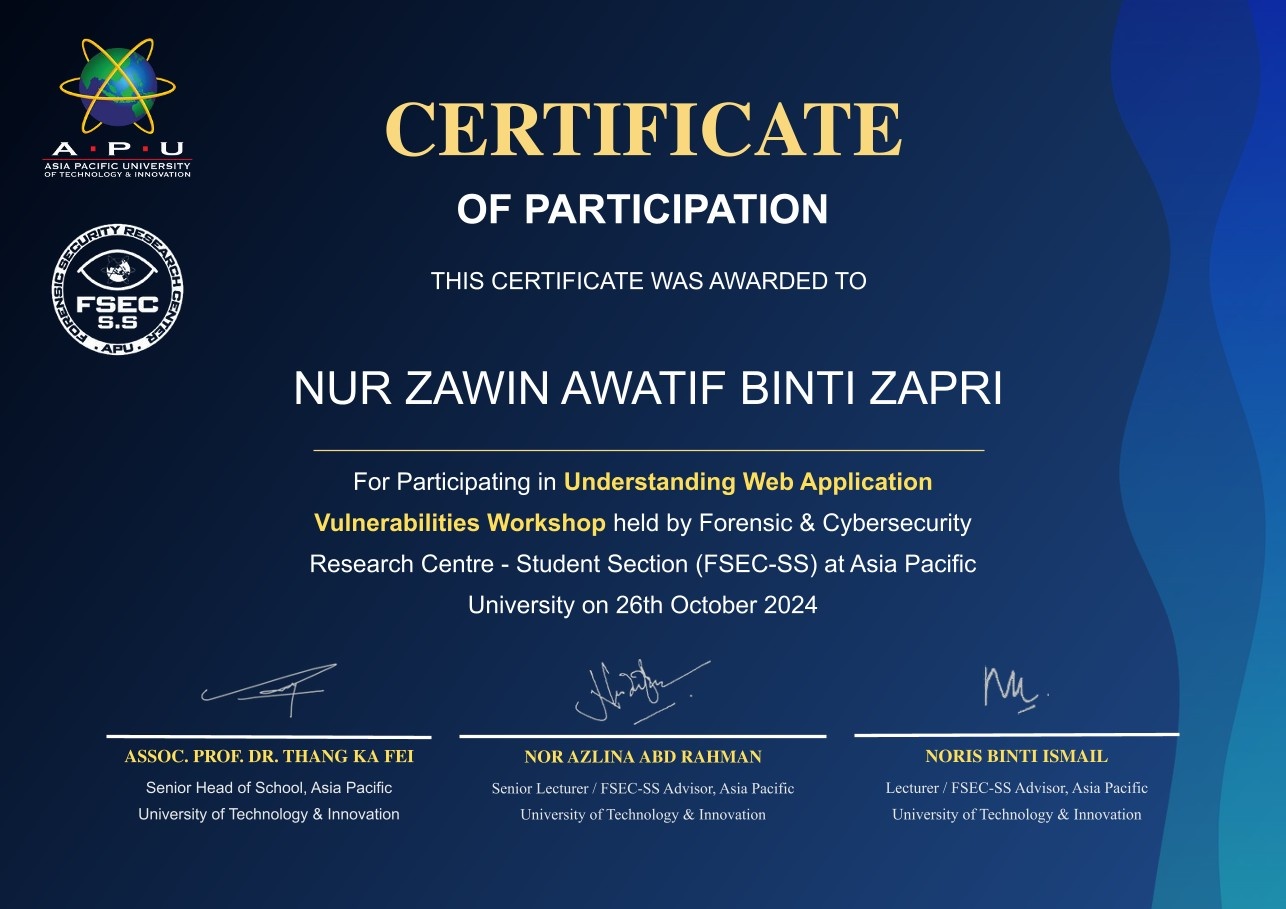 A·P·U
ASIA PACIFIC UNIVERSITY
OF TECHNOLOGY & INNOVATION
FORENSIC SECURITY RESEARCH CENTER
FSEC
S.S
. APU .
CERTIFICATE
OF PARTICIPATION
THIS CERTIFICATE WAS AWARDED TO
NUR ZAWIN AWATIF BINTI ZAPRI
For Participating in Understanding Web Application
Vulnerabilities Workshop held by Forensic & Cybersecurity
Research Centre - Student Section (FSEC-SS) at Asia Pacific
University on 26th October 2024
ASSOC. PROF. DR. THANG KA FEI
Senior Head of School, Asia Pacific
University of Technology & Innovation
NOR AZLINA ABD RAHMAN
Senior Lecturer / FSEC-SS Advisor, Asia Pacific
University of Technology & Innovation
NORIS BINTI ISMAIL
Lecturer / FSEC-SS Advisor, Asia Pacific
University of Technology & Innovation